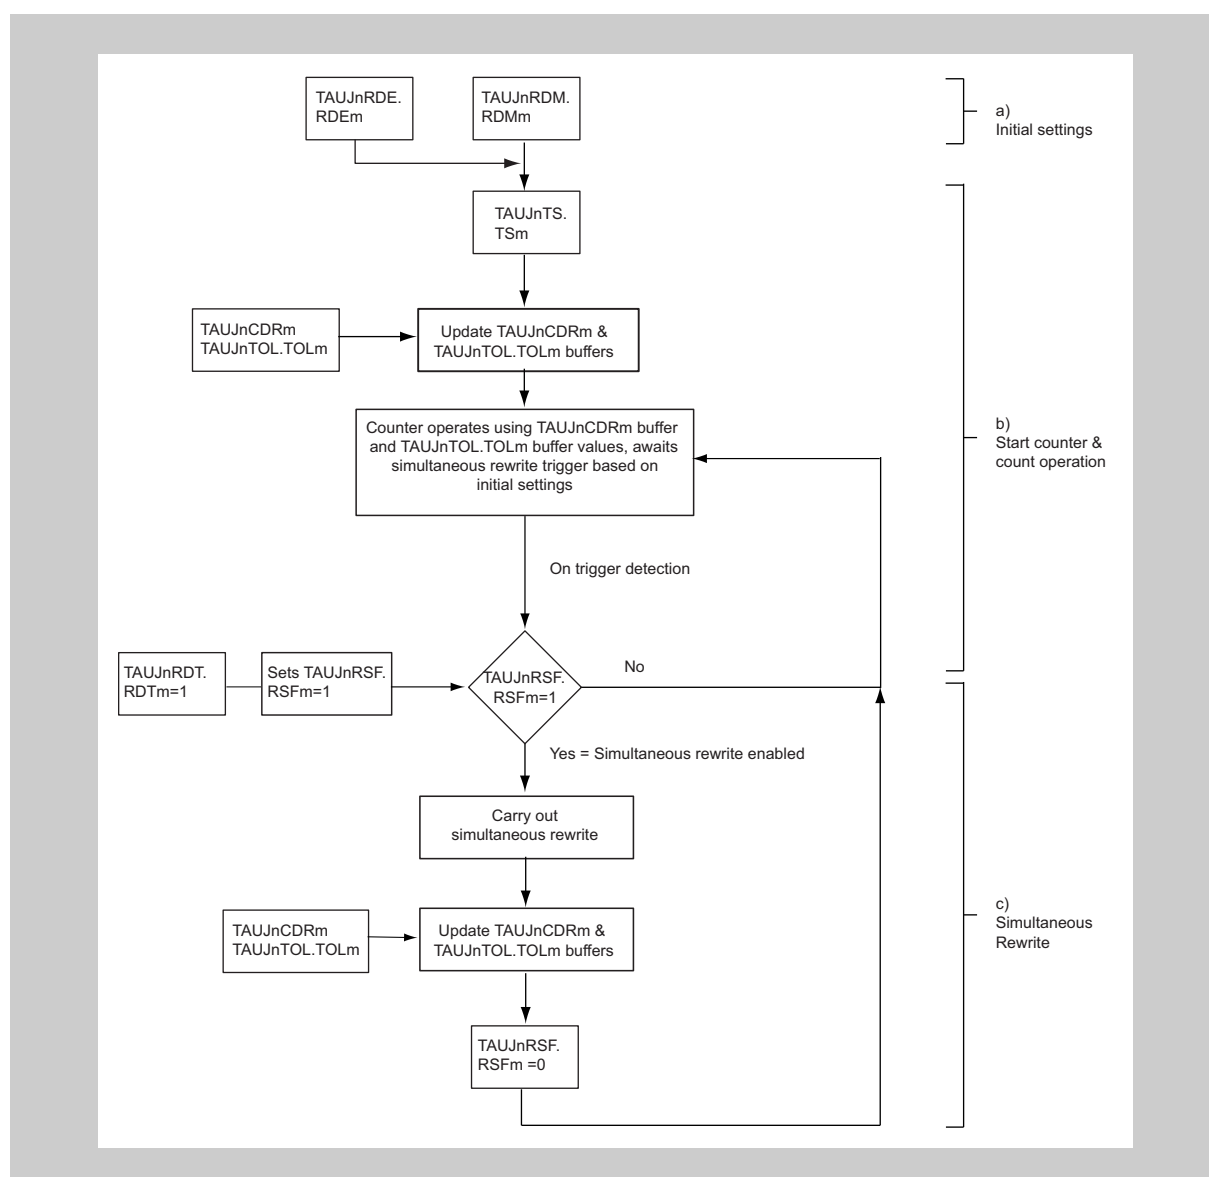 TAUJnRDE.
RDEm
TAUJnRDM.
RDMm
a)
Initial settings
TAUJnTS.
TSm
TAUJnCDRm
TAUJnTOL.TOLm
Update TAUJnCDRm &
TAUJnTOL.TOLm buffers
Counter operates using TAUJnCDRm buffer
and TAUJnTOL.TOLm buffer values, awaits
simultaneous rewrite trigger based on
initial settings
b)
Start counter &
count operation
On trigger detection
TAUJnRDT.
RDTm=1
Sets TAUJnRSF.
RSFm=1
TAUJnRSF.
RSFm=1
No
Yes = Simultaneous rewrite enabled
Carry out
simultaneous rewrite
TAUJnCDRm
TAUJnTOL.TOLm
Update TAUJnCDRm &
TAUJnTOL.TOLm buffers
c)
Simultaneous
Rewrite
TAUJnRSF.
RSFm =0